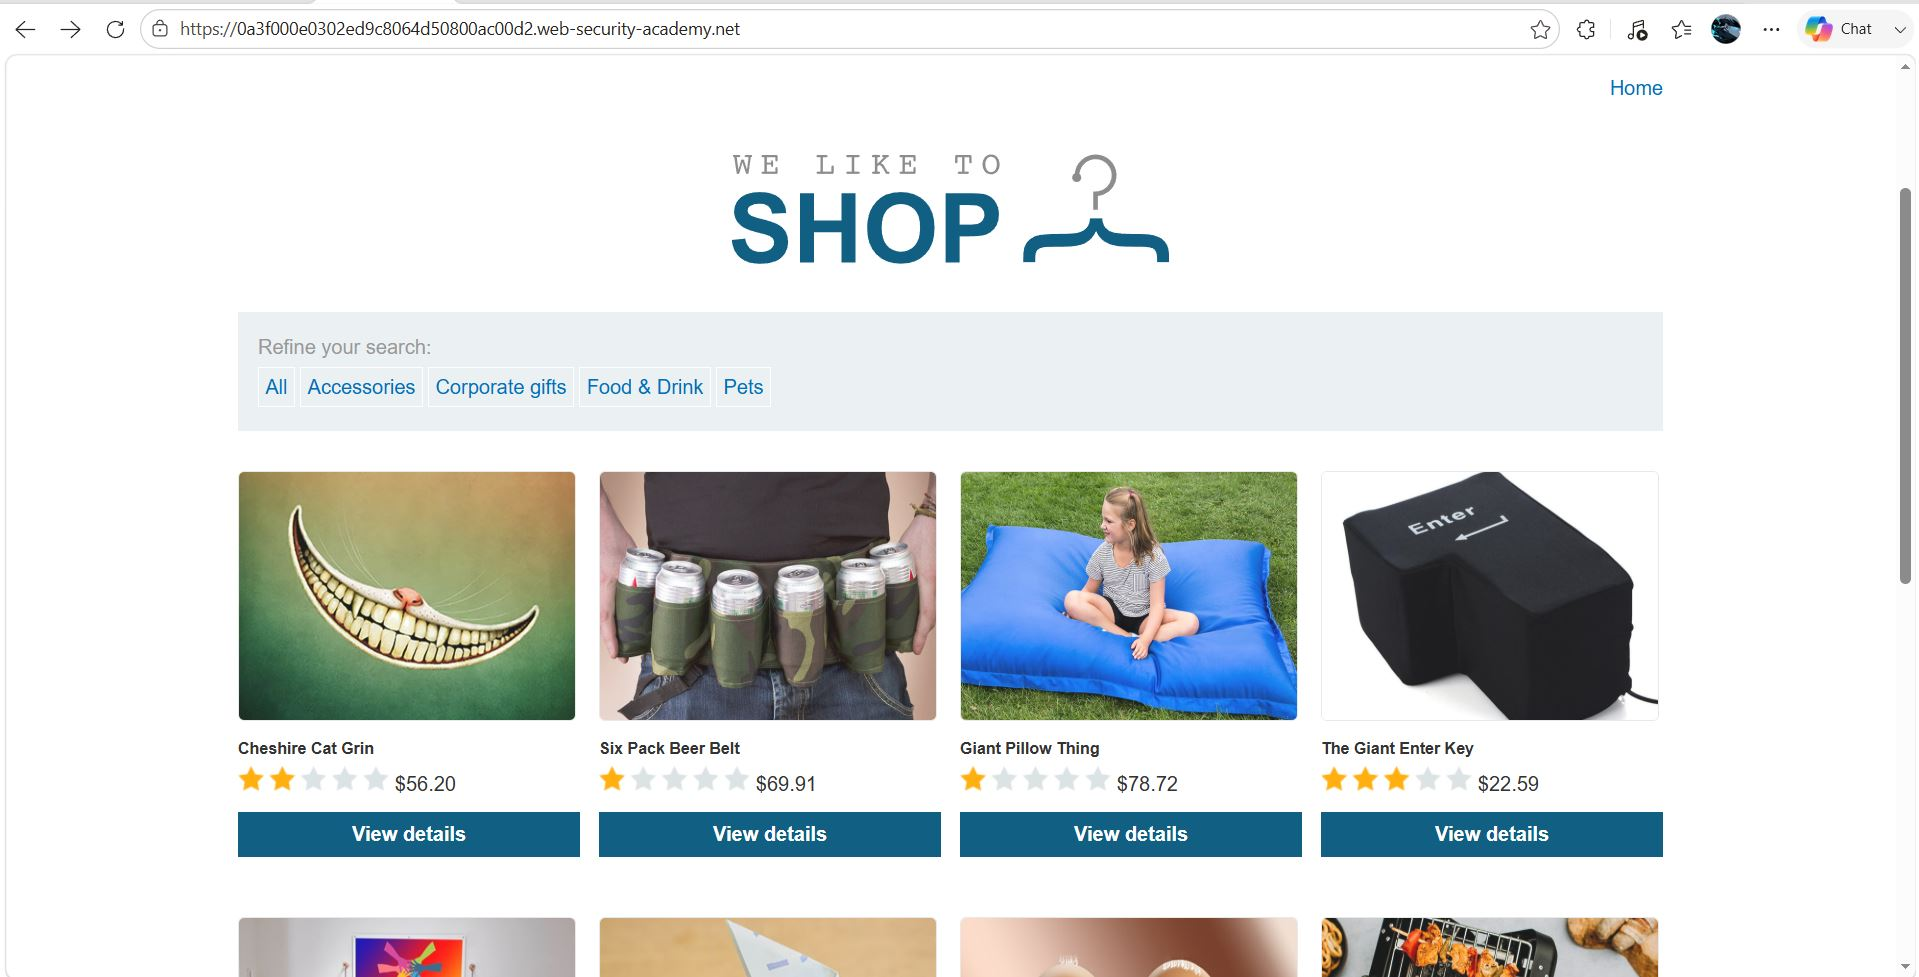 https://0a3f000e0302ed9c8064d50800ac00d2.web-security-academy.net
Chat
Home
WE LIKE TO
SHOP
Refine your search:
All Accessories Corporate gifts Food & Drink Pets
Enter
Cheshire Cat Grin Six Pack Beer Belt Giant Pillow Thing The Giant Enter Key
$56.20 $69.91 $78.72 $22.59
View details View details View details View details